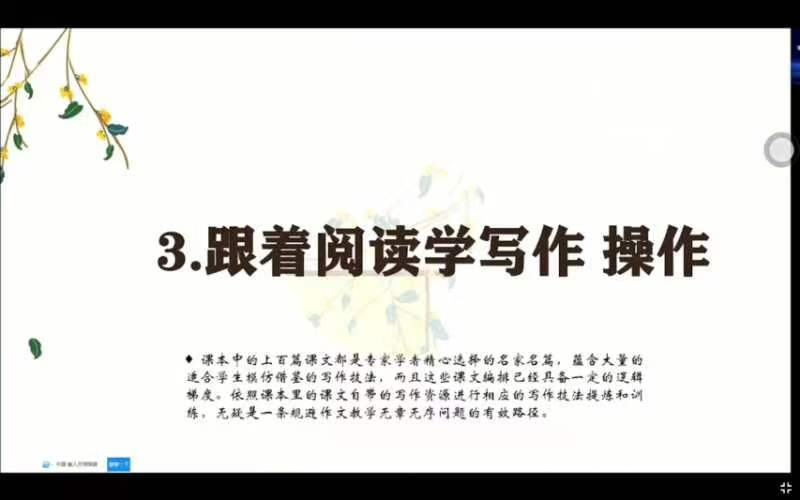 3.跟着阅读学写作 操作
◆ 课本中的上百篇课文都是专家学者精心选择的名家名篇，蕴含大量的
适合学生模仿借鉴的写作技法，而且这些课文编排已经具备一定的逻辑
梯度。依照课本里的课文自带的写作资源进行相应的写作技法提炼和训
练，无疑是一条规避作文教学无章无序问题的有效路径。